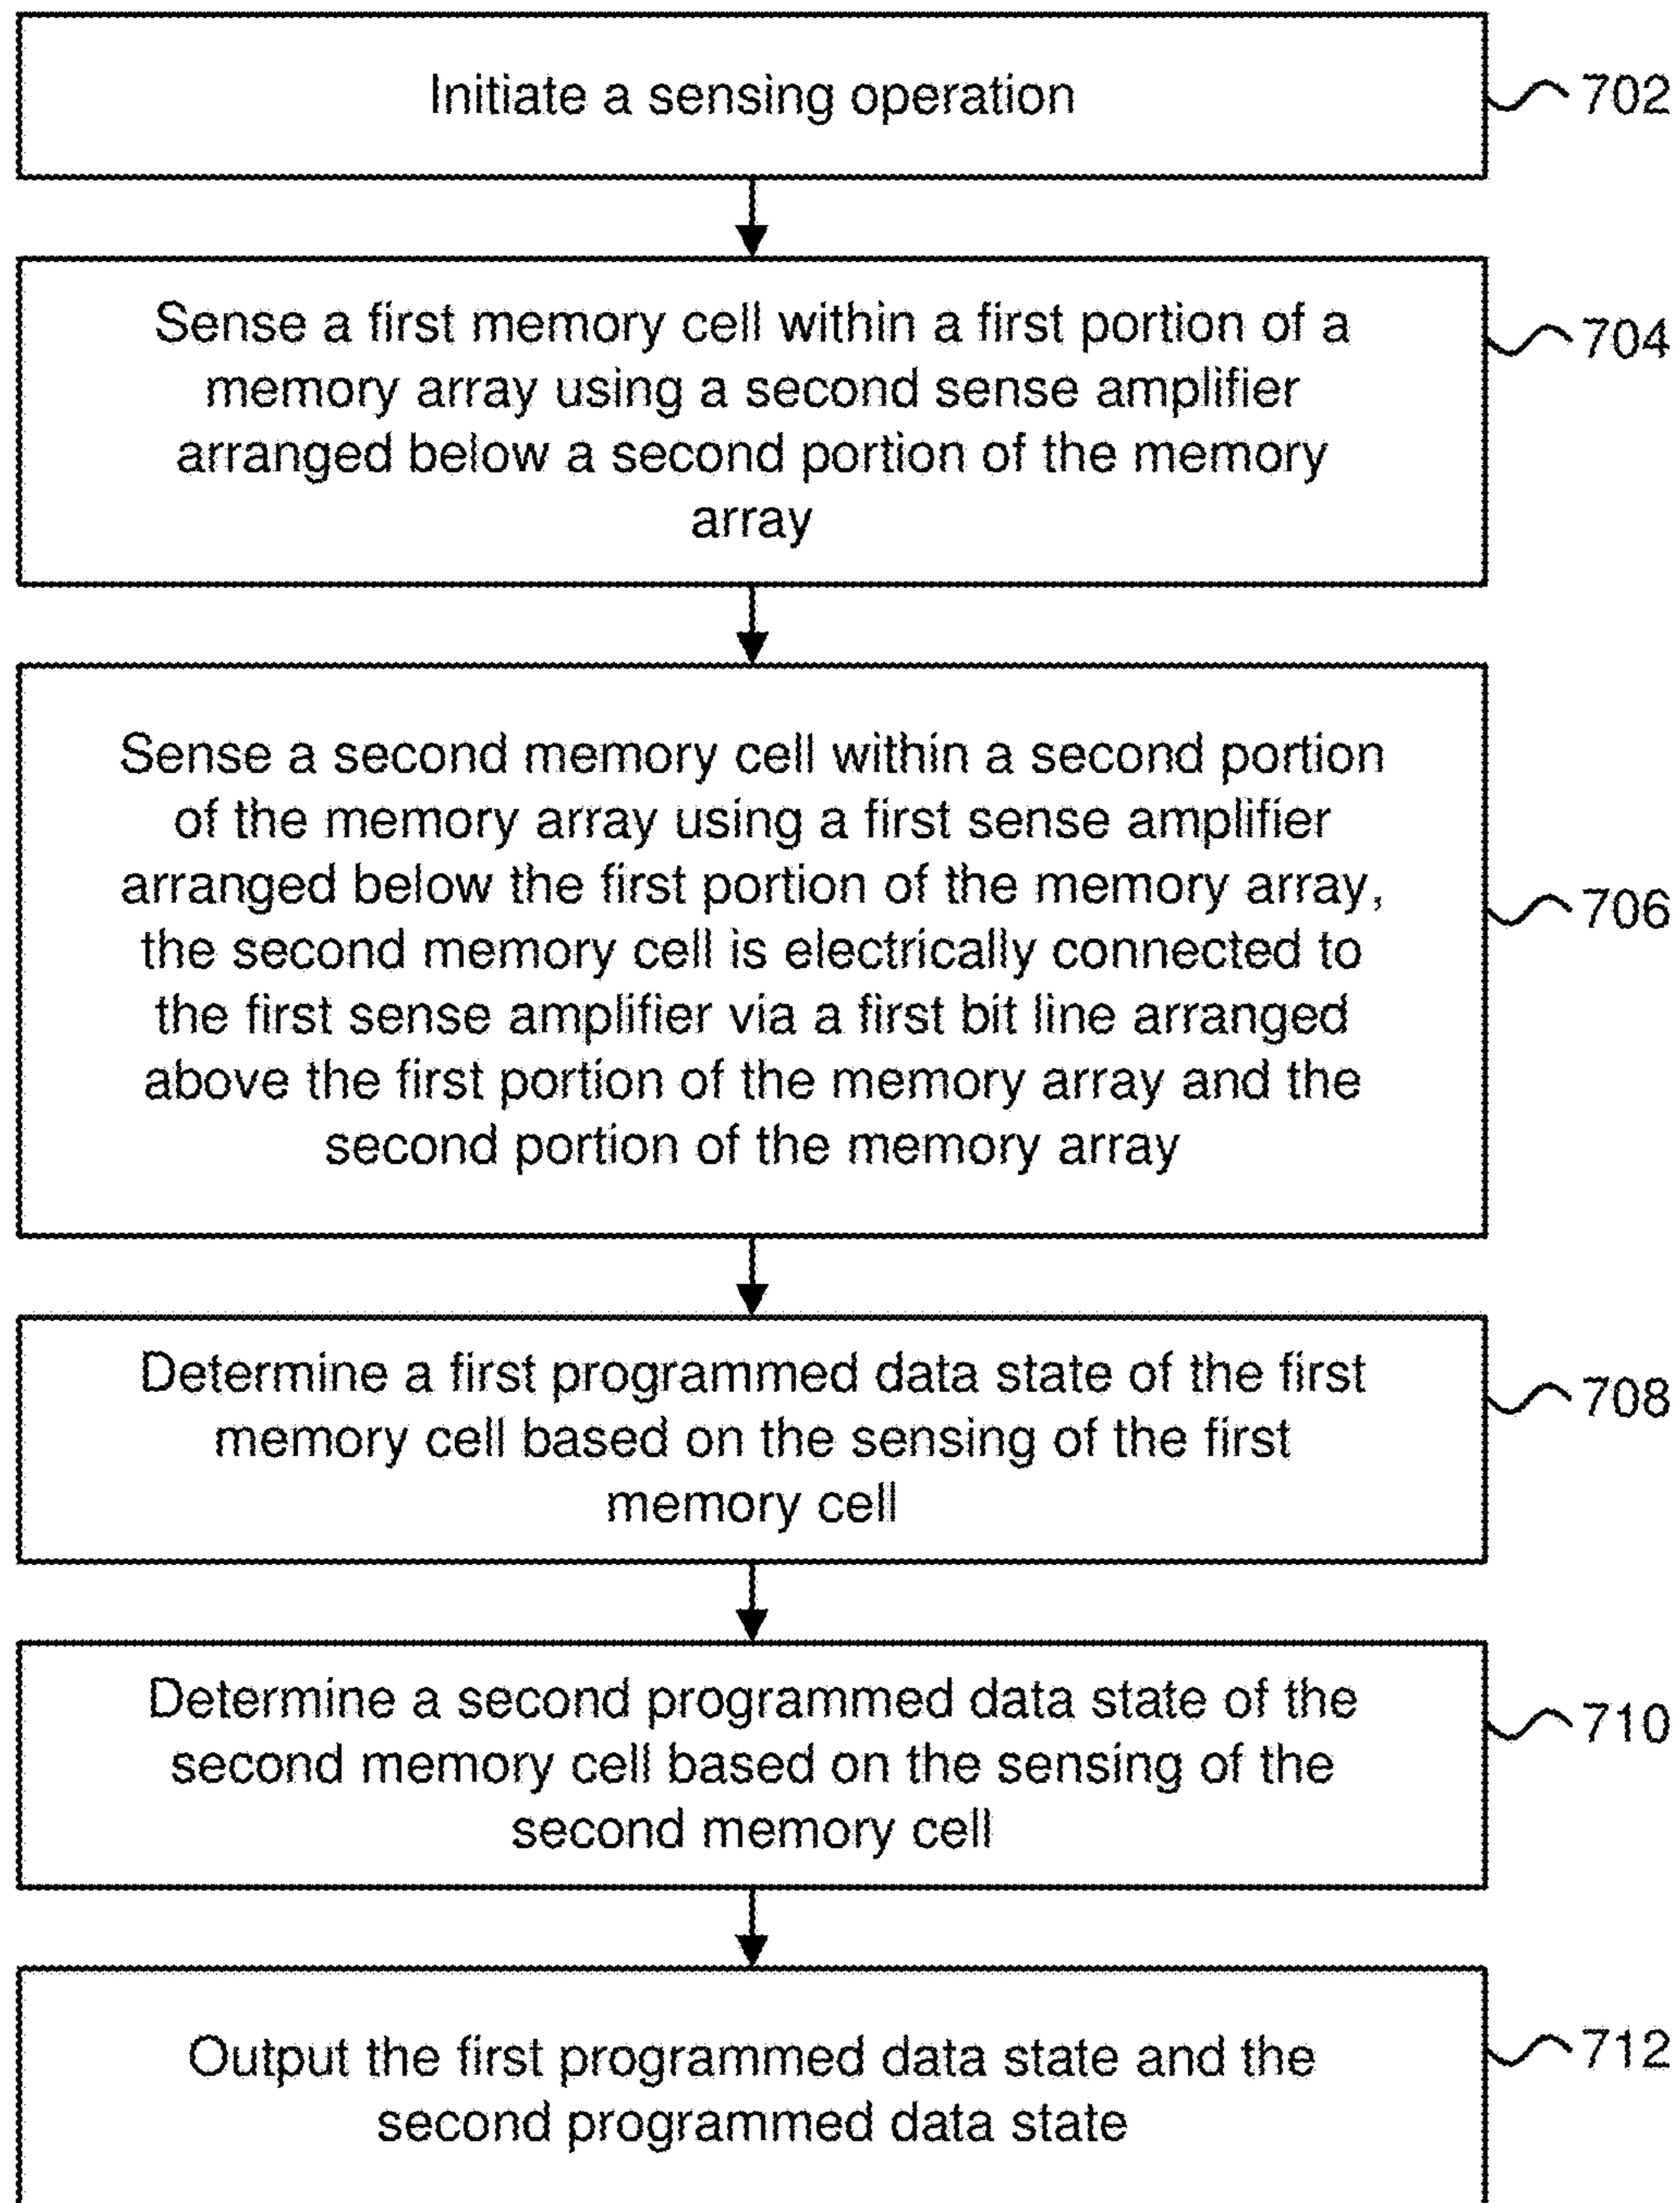 Initiate a sensing operation
702
Sense a first memory cell within a first portion of a
memory array using a second sense amplifier
arranged below a second portion of the memory
array
704
Sense a second memory cell within a second portion
of the memory array using a first sense amplifier
arranged below the first portion of the memory array,
the second memory cell is electrically connected to
the first sense amplifier via a first bit line arranged
above the first portion of the memory array and the
second portion of the memory array
706
Determine a first programmed data state of the first
memory cell based on the sensing of the first
memory cell
708
Determine a second programmed data state of the
second memory cell based on the sensing of the
second memory cell
710
Output the first programmed data state and the
second programmed data state
712